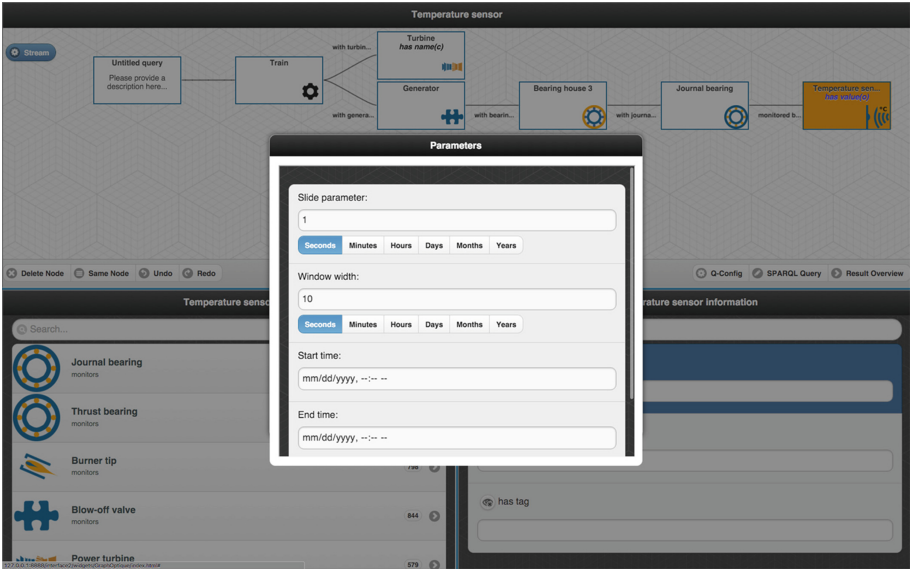 Temperature sensor
Stream
Untitled query
Please provide a
description here...
Train
with turbin...
Turbine
has name(c)
with genera...
Generator
with bearin...
Bearing house 3
with journa...
Journal bearing
monitored b...
Temperature sen...
has value(o)
°C
Parameters
Slide parameter:
1
Seconds Minutes Hours Days Months Years
Window width:
10
Seconds Minutes Hours Days Months Years
Start time:
mm/dd/yyyy, --:-- --
End time:
mm/dd/yyyy, --:-- --
Delete Node Same Node Undo Redo
Q-Config SPARQL Query Result Overview
Temperature senso
rature sensor information
Search...
Journal bearing
monitors
Thrust bearing
monitors
Burner tip
monitors
798
Blow-off valve
monitors
844
Power turbine
579
has tag